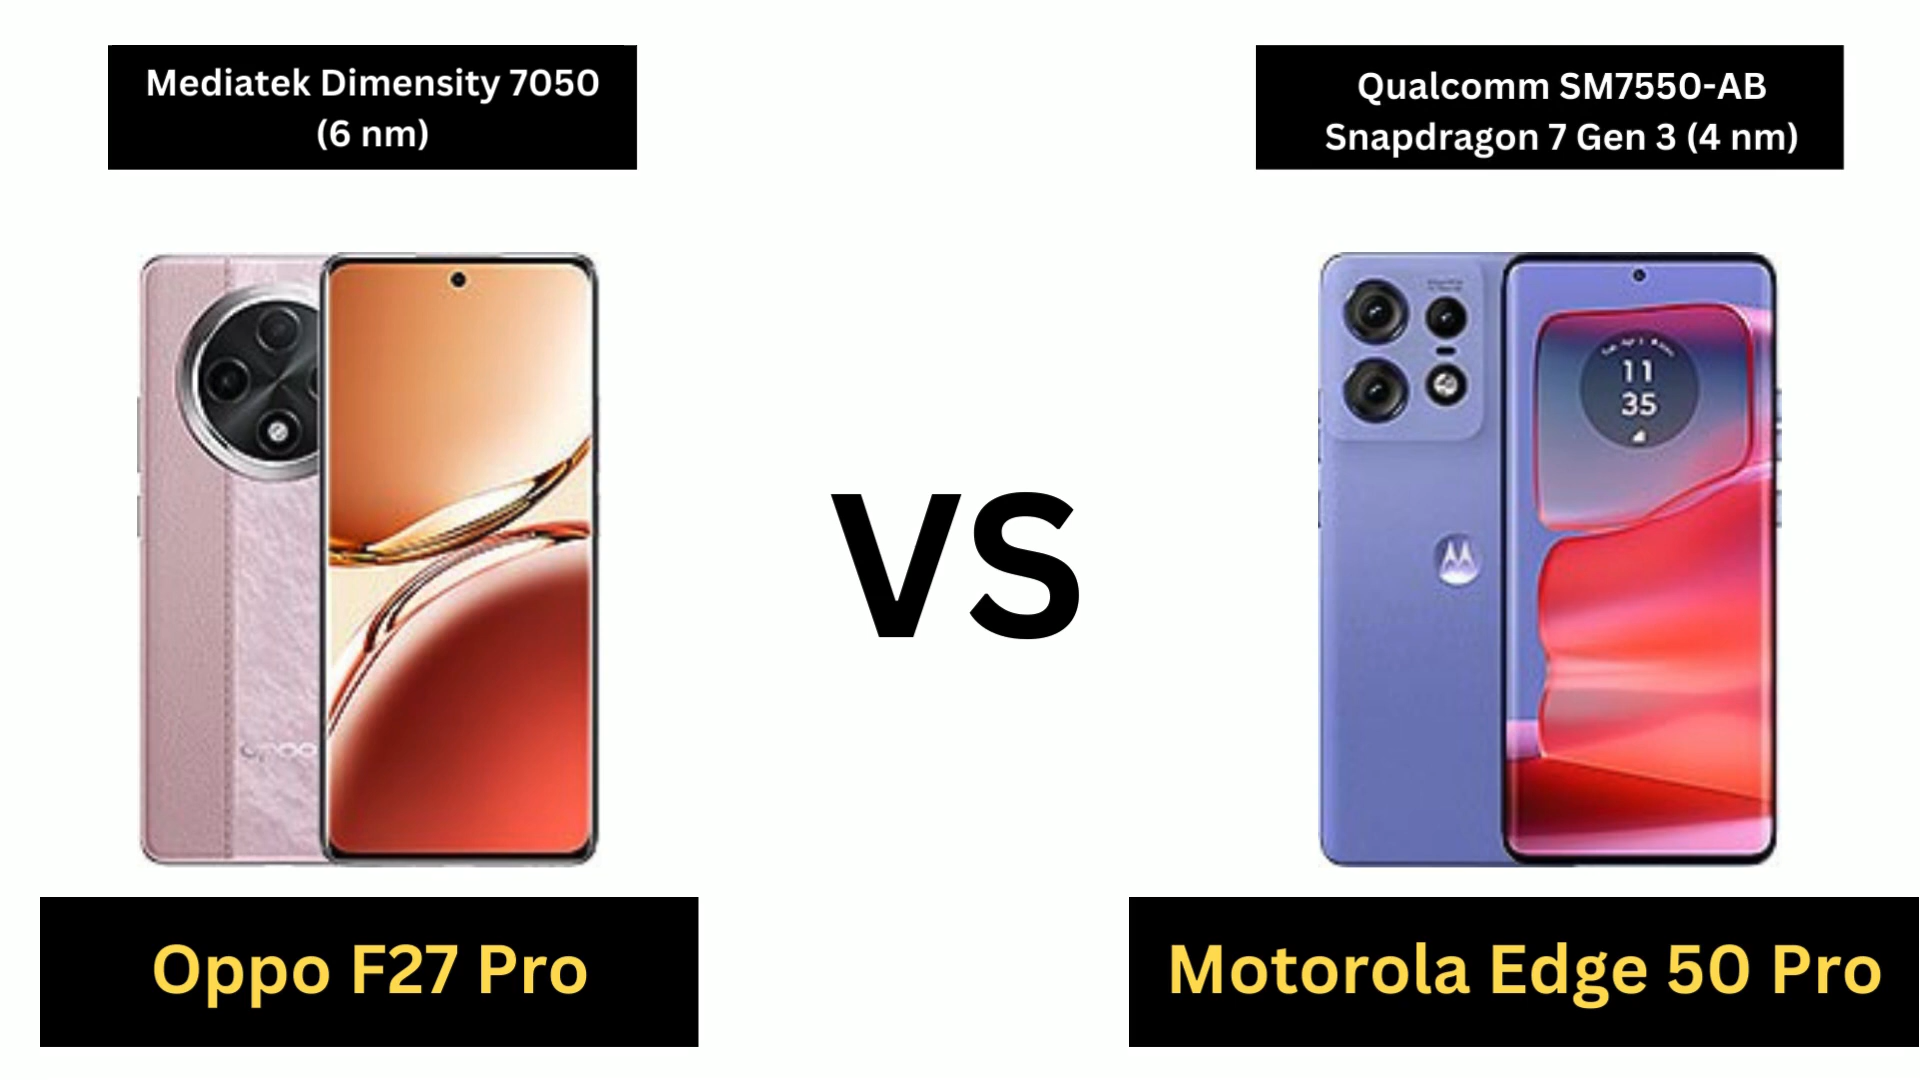 Mediatek Dimensity 7050
(6 nm)
Qualcomm SM7550-AB
Snapdragon 7 Gen 3 (4 nm)
11
35
VS
oppo
Oppo F27 Pro
Motorola Edge 50 Pro